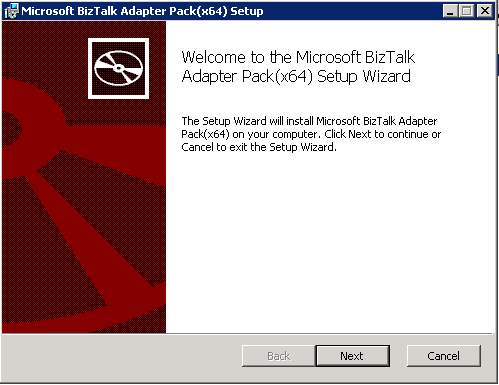 Microsoft BizTalk Adapter Pack(x64) Setup
Welcome to the Microsoft BizTalk
Adapter Pack(x64) Setup Wizard
The Setup Wizard will install Microsoft BizTalk Adapter
Pack(x64) on your computer. Click Next to continue or
Cancel to exit the Setup Wizard.
Back Next Cancel